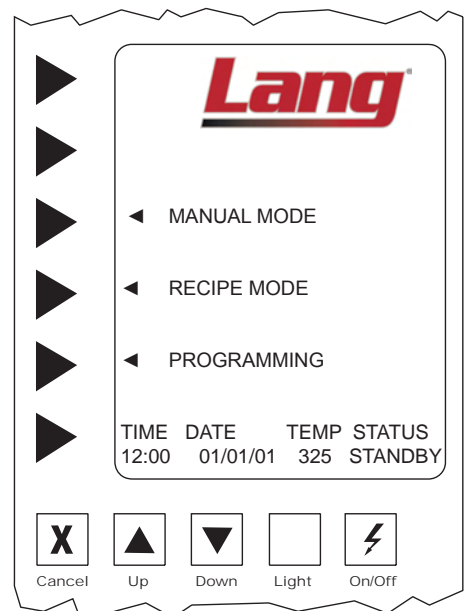 Lang
MANUAL MODE
RECIPE MODE
PROGRAMMING
TIME DATE TEMP STATUS
12:00 01/01/01 325 STANDBY
X
Cancel Up Down Light On/Off